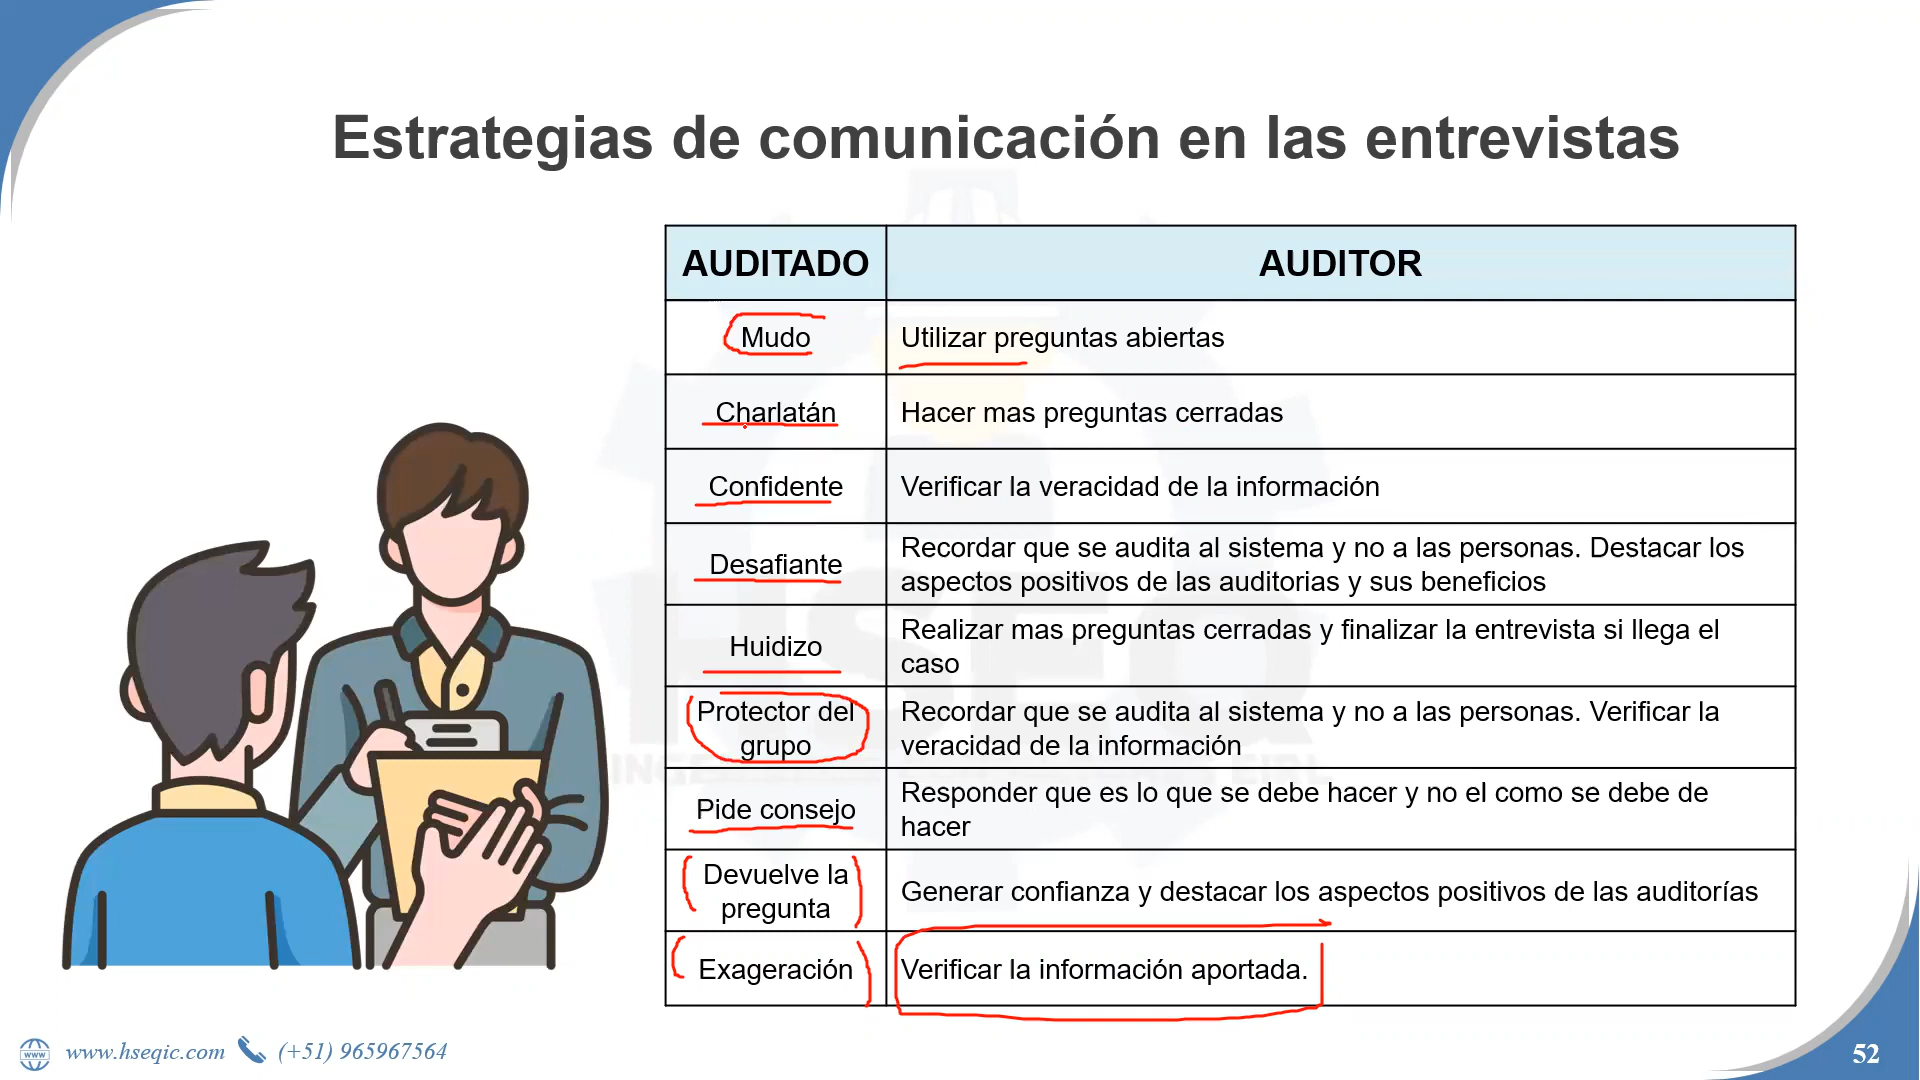 Estrategias de comunicación en las entrevistas
AUDITADO
AUDITOR
Mudo
Utilizar preguntas abiertas
Charlatán
Hacer mas preguntas cerradas
Confidente
Verificar la veracidad de la información
Desafiante
Recordar que se audita al sistema y no a las personas. Destacar los
aspectos positivos de las auditorias y sus beneficios
Huidizo
Realizar mas preguntas cerradas y finalizar la entrevista si llega el
caso
Protector del
grupo
Recordar que se audita al sistema y no a las personas. Verificar la
veracidad de la información
Pide consejo
Responder que es lo que se debe hacer y no el como se debe de
hacer
Devuelve la
pregunta
Generar confianza y destacar los aspectos positivos de las auditorías
Exageración
Verificar la información aportada.
HSEQ
www
www.hseqic.com
(+51) 965967564
52